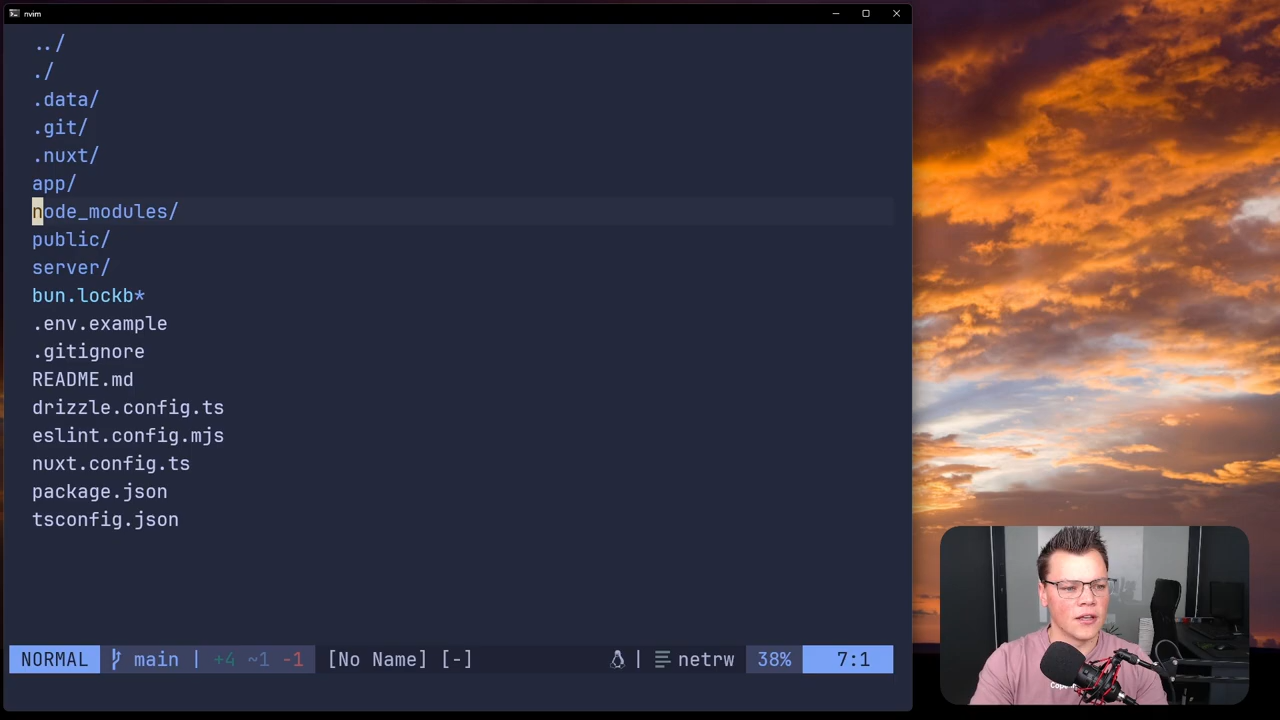 nvim
../
./
.data/
.git/
.nuxt/
app/
node_modules/
public/
server/
bun.lockb*
.env.example
.gitignore
README.md
drizzle.config.ts
eslint.config.mjs
nuxt.config.ts
package.json
tsconfig.json
NORMAL main | +4 ~1 -1 [No Name] [-] | netrw 38% 7:1